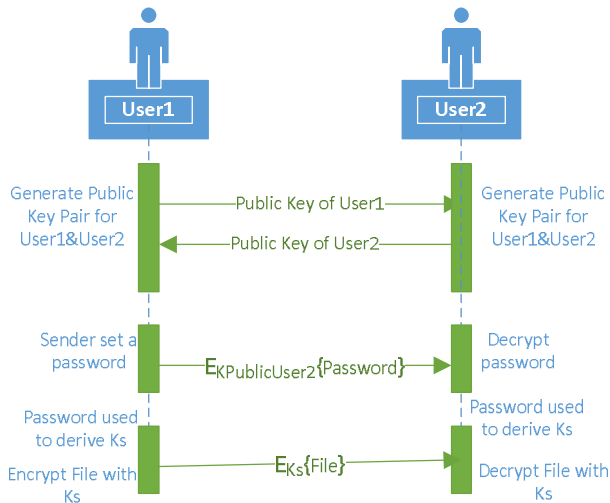 User1
User2
Generate Public
Key Pair for
User1&User2
Public Key of User1
Public Key of User2
Generate Public
Key Pair for
User1&User2
Sender set a
password
EKPublicUser2{Password}
Decrypt
password
Password used
to derive Ks
Encrypt File with
Ks
EKs{File}
Password used
to derive Ks
Decrypt File with
Ks